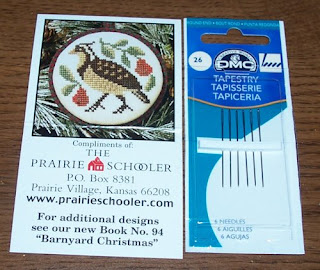 Compliments of:
THE
PRAIRIE SCHOOLER
P.O. Box 8381
Prairie Village, Kansas 66208
www.prairieschooler.com
For additional designs
see our new Book No. 94
"Barnyard Christmas"
26
DMC
TAPESTRY
TAPISSERIE
TAPICERIA
6 NEEDLES
6 AIGUILLES
6 AGUJAS